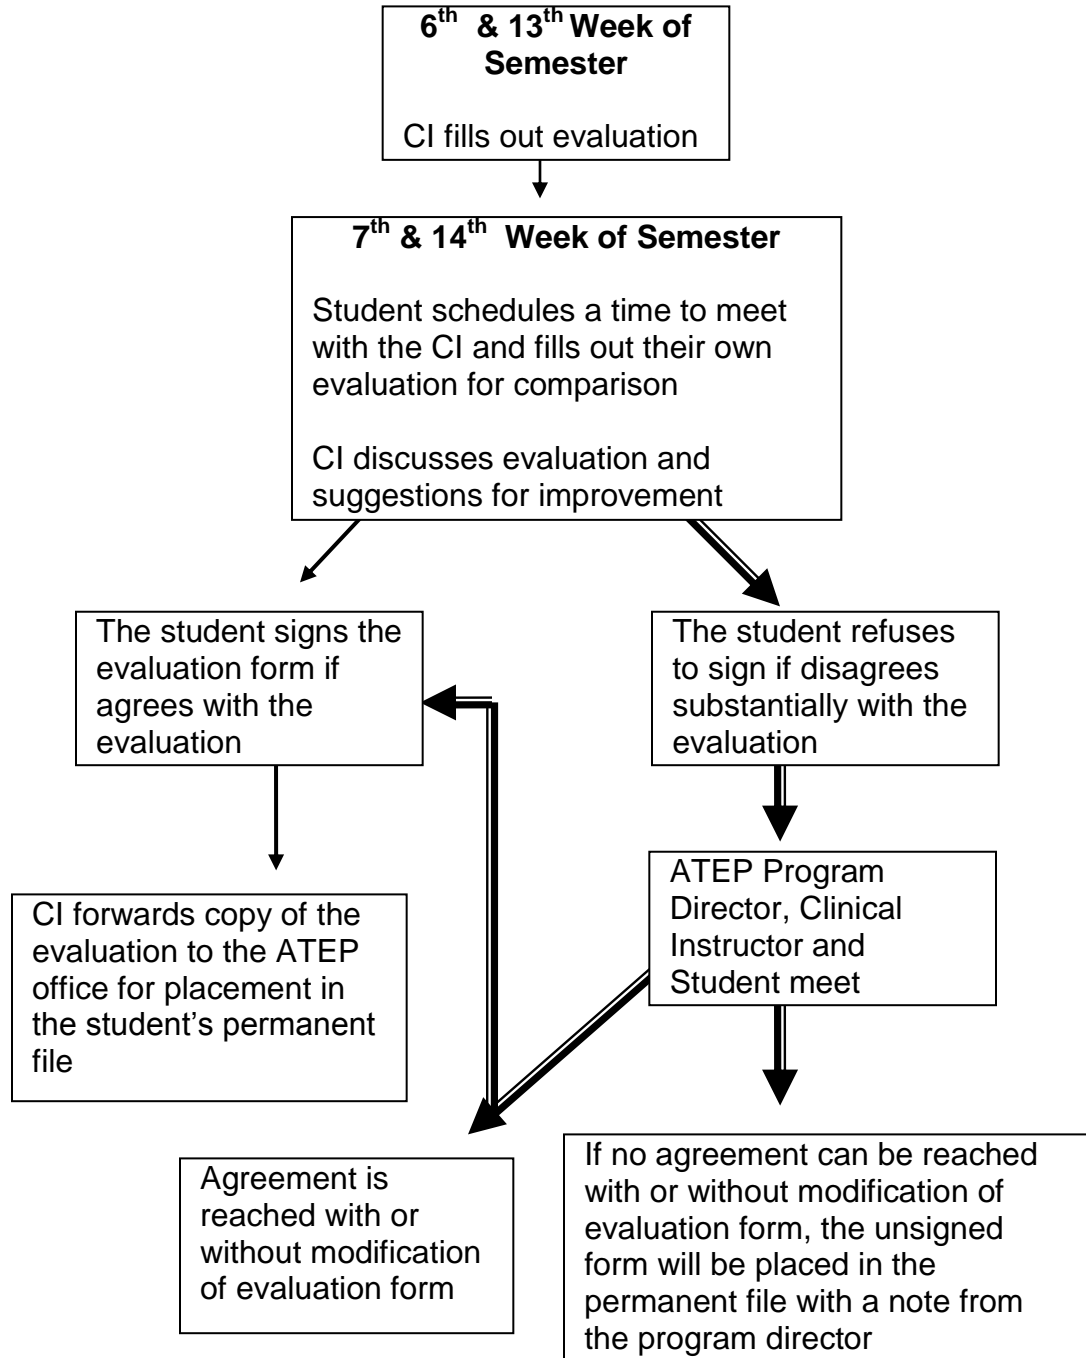 6th & 13th Week of
Semester
CI fills out evaluation
7th & 14th Week of Semester
Student schedules a time to meet
with the CI and fills out their own
evaluation for comparison
CI discusses evaluation and
suggestions for improvement
The student signs the
evaluation form if
agrees with the
evaluation
The student refuses
to sign if disagrees
substantially with the
evaluation
CI forwards copy of the
evaluation to the ATEP
office for placement in
the student’s permanent
file
ATEP Program
Director, Clinical
Instructor and
Student meet
Agreement is
reached with or
without modification
of evaluation form
If no agreement can be reached
with or without modification of
evaluation form, the unsigned
form will be placed in the
permanent file with a note from
the program director